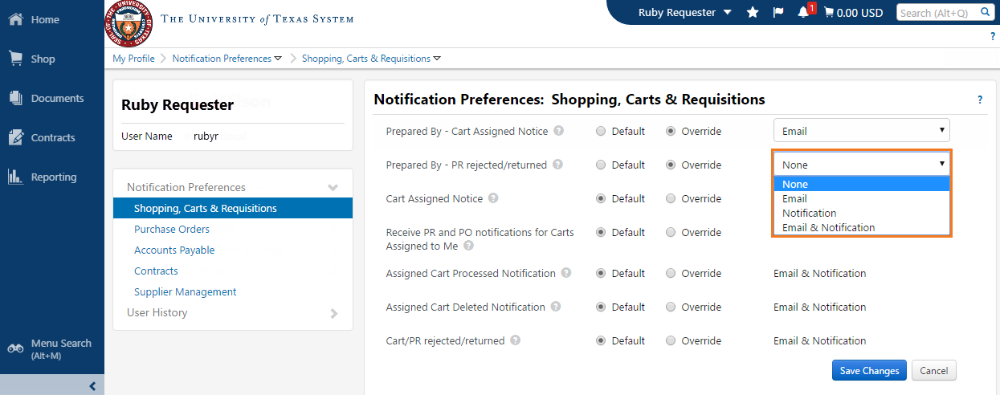 Home
Shop
Documents
Contracts
Reporting
Menu Search
(Alt+M)
THE UNIVERSITY of TEXAS SYSTEM
Ruby Requester
1
0.00 USD
Search (Alt+Q)
?
My Profile
Notification Preferences
Shopping, Carts & Requisitions
Ruby Requester
User Name rubyr
Notification Preferences
Shopping, Carts & Requisitions
Purchase Orders
Accounts Payable
Contracts
Supplier Management
User History
Notification Preferences: Shopping, Carts & Requisitions
?
Prepared By - Cart Assigned Notice ? Default Override Email
Prepared By - PR rejected/returned ? Default Override None
None
Email
Notification
Email & Notification
Cart Assigned Notice ? Default Override
Receive PR and PO notifications for Carts Default Override
Assigned to Me ?
Assigned Cart Processed Notification ? Default Override Email & Notification
Assigned Cart Deleted Notification ? Default Override Email & Notification
Cart/PR rejected/returned ? Default Override Email & Notification
Save Changes Cancel